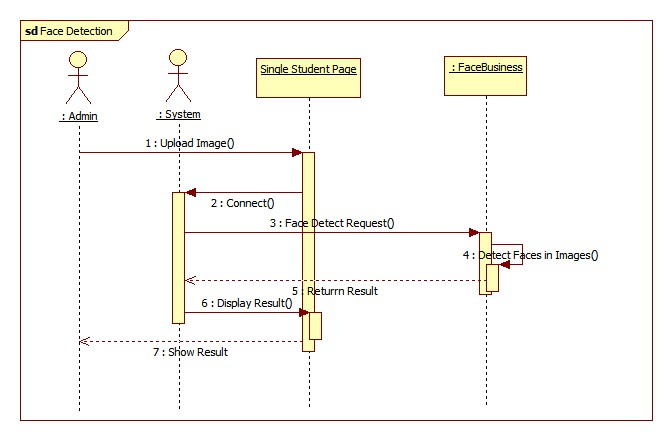 sd Face Detection
Single Student Page
: FaceBusiness
: Admin
: System
1 : Upload Image()
2 : Connect()
3 : Face Detect Request()
4 : Detect Faces in Images()
5 : Returrn Result
6 : Display Result()
7 : Show Result